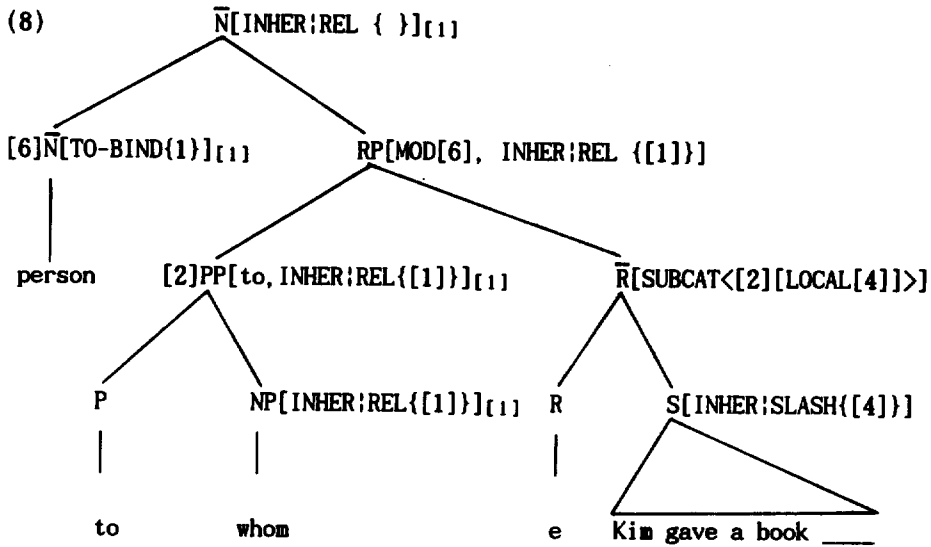 (8) N̄[INHER¦REL { }][1]
[6]N̄[TO-BIND{1}][1] RP[MOD[6], INHER¦REL {[1]}]
person [2]PP[to, INHER¦REL{[1]}][1] R̄[SUBCAT<[2][LOCAL[4]]>]
P NP[INHER¦REL{[1]}][1] R S[INHER¦SLASH{[4]}]
to whom e Kim gave a book ___